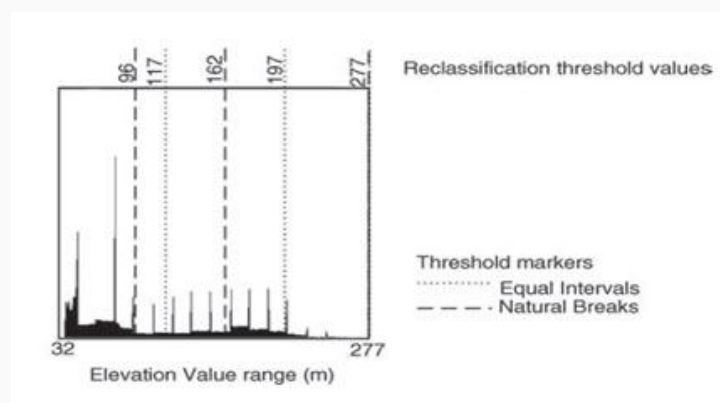 96
117
162
197
277
Reclassification threshold values
Threshold markers
Equal Intervals
Natural Breaks
32
277
Elevation Value range (m)